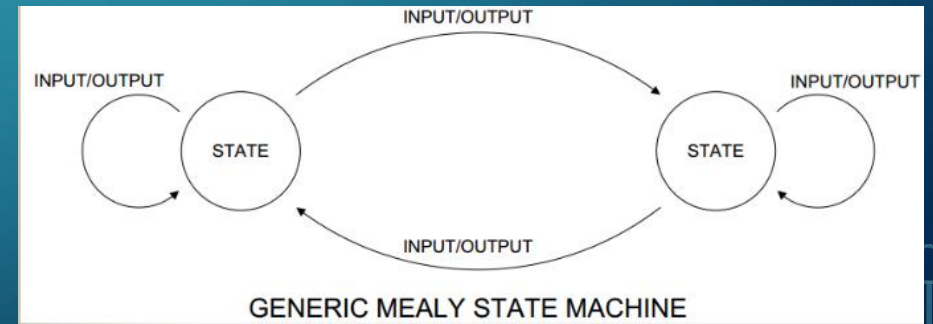 INPUT/OUTPUT
INPUT/OUTPUT
INPUT/OUTPUT
STATE
STATE
INPUT/OUTPUT
GENERIC MEALY STATE MACHINE